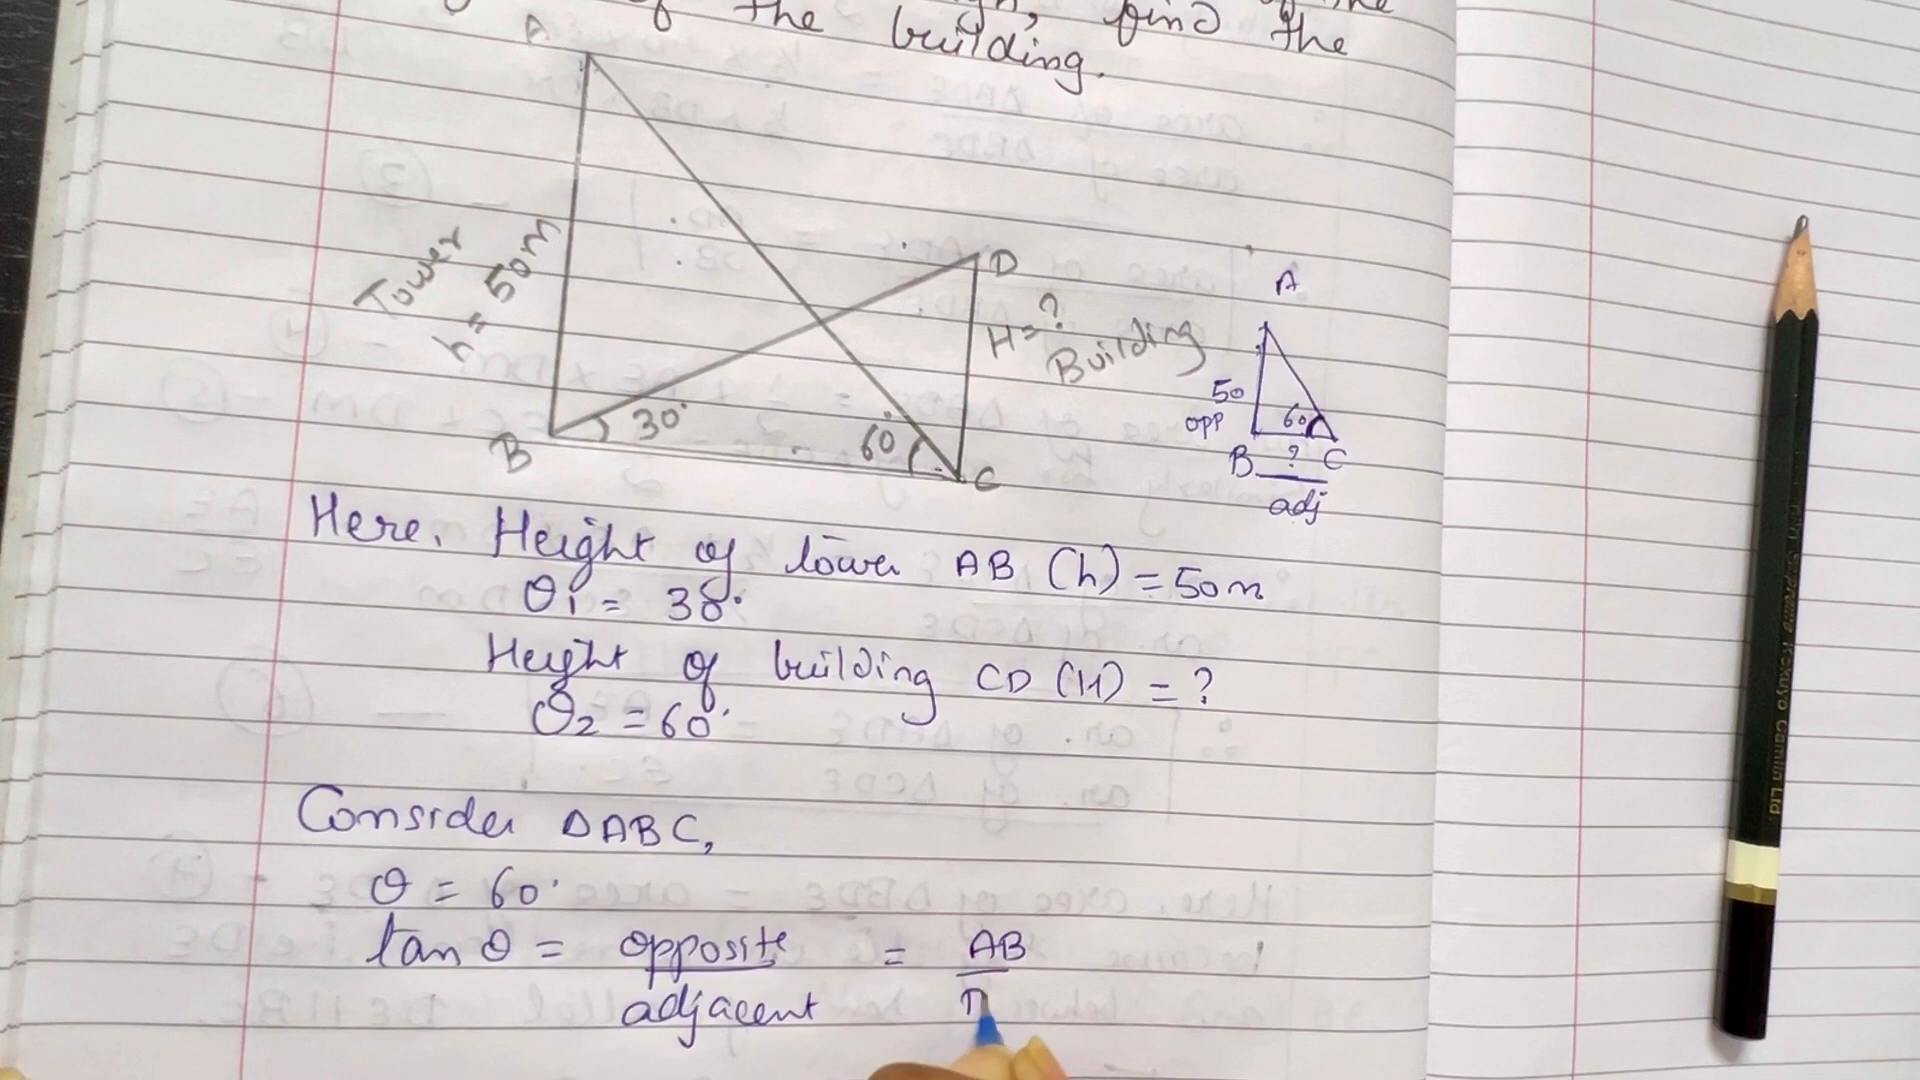 of the building.
find the
A
D
Tower
h = 50m
H = ?
Building
A
30°
60°
B
C
50
opp
60
B ? C
adj
Here. Height of tower AB (h) = 50m
θ1 = 30°
Height of building CD (H) = ?
θ2 = 60°
Consider ΔABC,
θ = 60°
tan θ = opposite = AB
adjacent